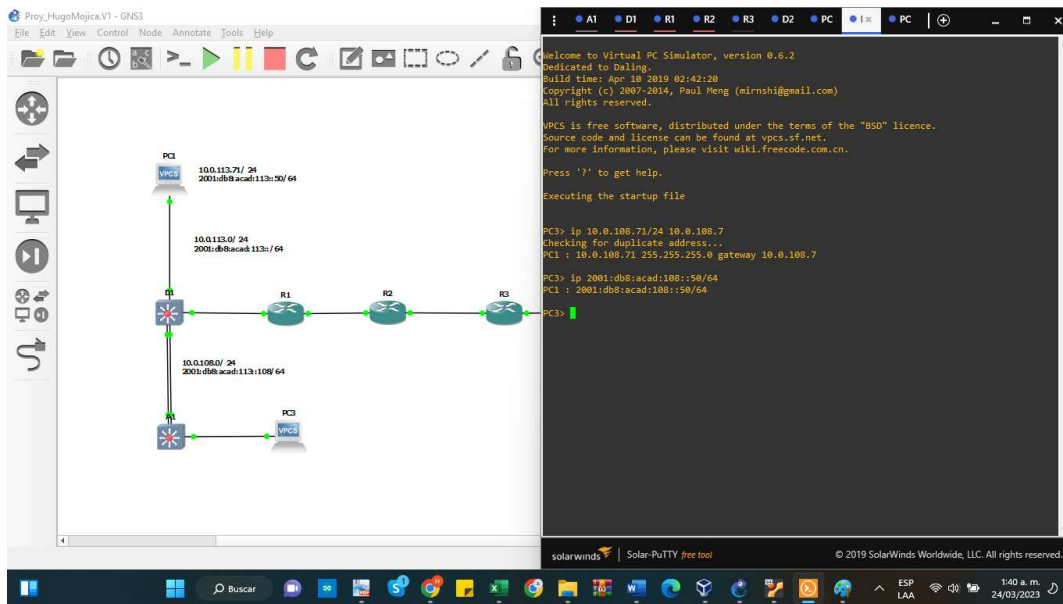 Proy_HugoMojica.V1 - GNS3
File Edit View Control Node Annotate Tools Help
PC1
VPCS
10.0.113.71/ 24
2001:db8:acad:113::50/ 64
10.0.113.0/ 24
2001:db8:acad:113::/ 64
D1
R1
R2
R3
10.0.108.0/ 24
2001:db8:acad:113::108/ 64
A1
PC3
VPCS
A1 D1 R1 R2 R3 D2 PC PC
Welcome to Virtual PC Simulator, version 0.6.2
Dedicated to Daling.
Build time: Apr 10 2019 02:42:20
Copyright (c) 2007-2014, Paul Meng (mirnshi@gmail.com)
All rights reserved.
VPCS is free software, distributed under the terms of the "BSD" licence.
Source code and license can be found at vpcs.sf.net.
For more information, please visit wiki.freecode.com.cn.
Press '?' to get help.
Executing the startup file
PC3> ip 10.0.108.71/24 10.0.108.7
Checking for duplicate address...
PC1 : 10.0.108.71 255.255.255.0 gateway 10.0.108.7
PC3> ip 2001:db8:acad:108::50/64
PC1 : 2001:db8:acad:108::50/64
PC3>
solarwinds Solar-PuTTY free tool © 2019 SolarWinds Worldwide, LLC. All rights reserved.
Buscar
ESP
LAA
1:40 a. m.
24/03/2023